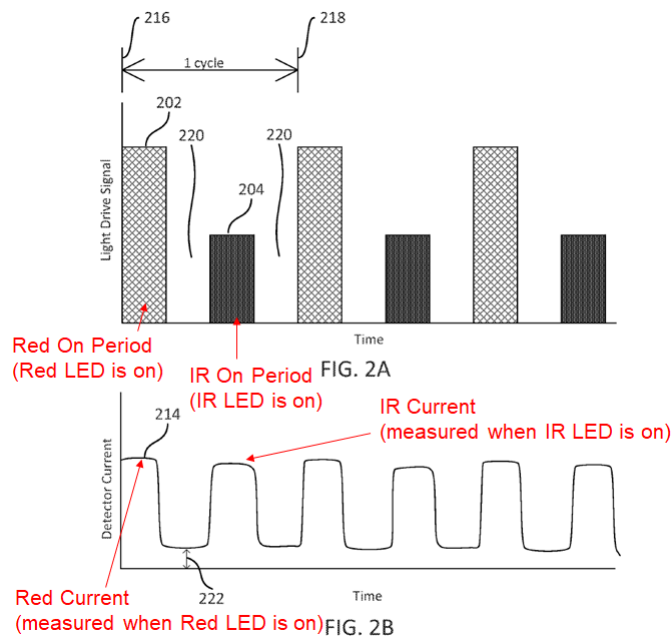 216
218
1 cycle
202
220
220
204
Light Drive Signal
Time
Red On Period
(Red LED is on)
IR On Period
(IR LED is on)
FIG. 2A
214
IR Current
(measured when IR LED is on)
Detector Current
222
Time
Red Current
(measured when Red LED is on)
FIG. 2B